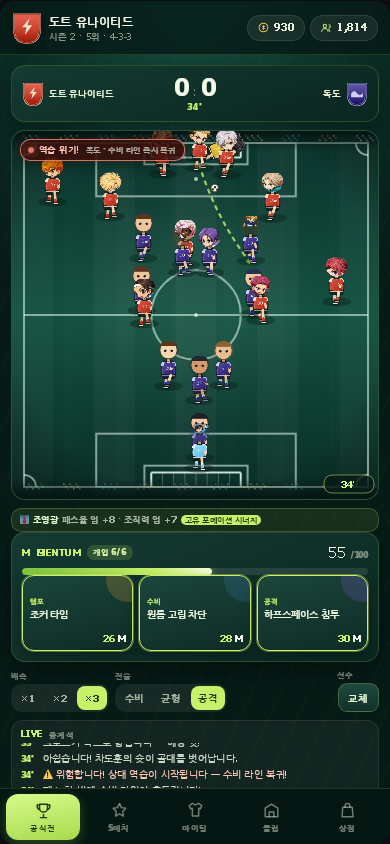 도트 유나이티드
시즌 2 · 5위 · 4-3-3
930
1,814
도트 유나이티드
0 : 0
34'
독도
역습 위기! 독도 · 수비 라인 즉시 복귀
34'
조영광 패스율 업 +8 · 조직력 업 +7 고유 포메이션 시너지
개입 6/6
55 /100
템포
조커 타임
26 M
수비
윙롬 고립 차단
28 M
공격
하프스페이스 침투
30 M
배속
전술
선수
×1
×2
×3
수비
균형
공격
교체
LIVE 중계석
34' 아쉽습니다! 차도훈의 슛이 골대를 벗어납니다.
34' ⚠ 위험합니다! 상대 역습이 시작됩니다 — 수비 라인 복귀!
공식전
S매치
마이팀
클럽
상점